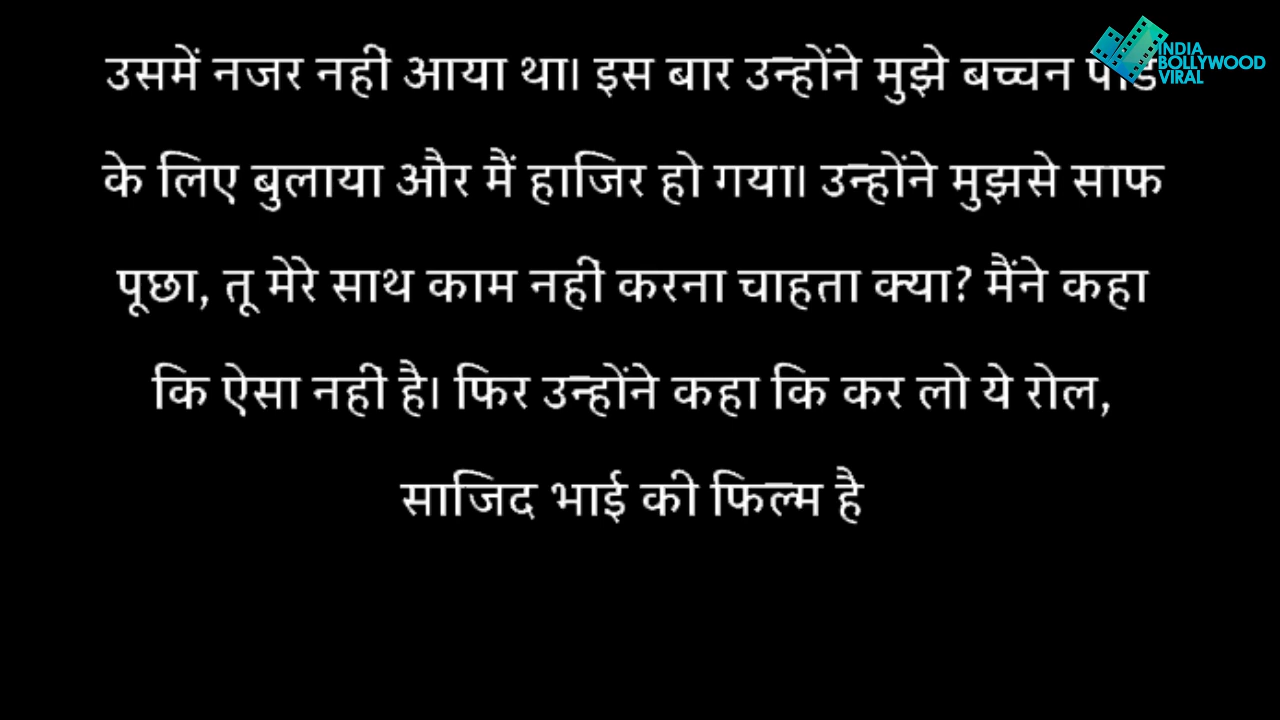 उसमें नजर नहीं आया था। इस बार उन्होंने मुझे बच्चन पांडे
के लिए बुलाया और मैं हाजिर हो गया। उन्होंने मुझसे साफ
पूछा, तू मेरे साथ काम नहीं करना चाहता क्या? मैंने कहा
कि ऐसा नहीं है। फिर उन्होंने कहा कि कर लो ये रोल,
साजिद भाई की फिल्म है
INDIA
BOLLYWOOD
VIRAL